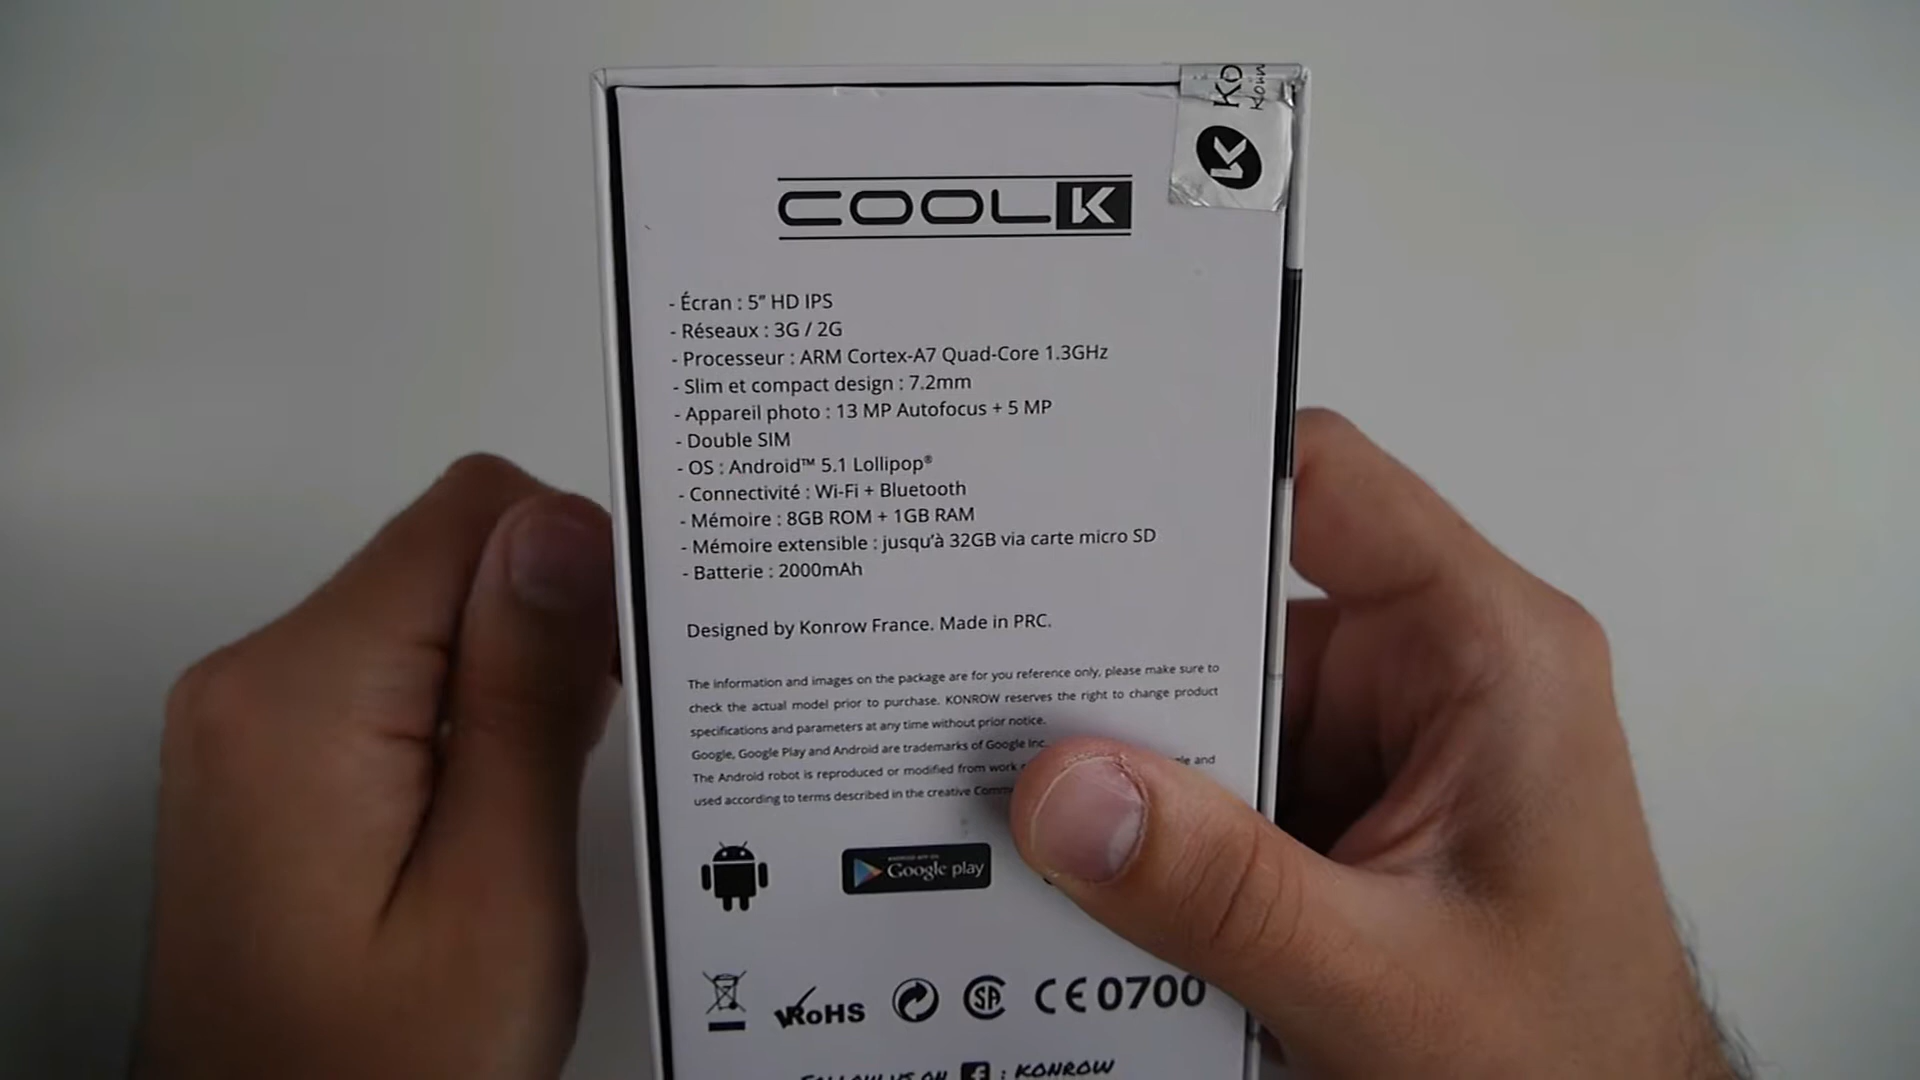 KO
COOLK
- Écran : 5” HD IPS
- Réseaux : 3G / 2G
- Processeur : ARM Cortex-A7 Quad-Core 1.3GHz
- Slim et compact design : 7.2mm
- Appareil photo : 13 MP Autofocus + 5 MP
- Double SIM
- OS : Android™ 5.1 Lollipop®
- Connectivité : Wi-Fi + Bluetooth
- Mémoire : 8GB ROM + 1GB RAM
- Mémoire extensible : jusqu’à 32GB via carte micro SD
- Batterie : 2000mAh
Designed by Konrow France. Made in PRC.
The information and images on the package are for you reference only, please make sure to
check the actual model prior to purchase. KONROW reserves the right to change product
specifications and parameters at any time without prior notice.
Google, Google Play and Android are trademarks of Google Inc.
The Android robot is reproduced or modified from work and
used according to terms described in the creative
Google play
RoHS
CE 0700
FOLLOW US ON f : KONROW